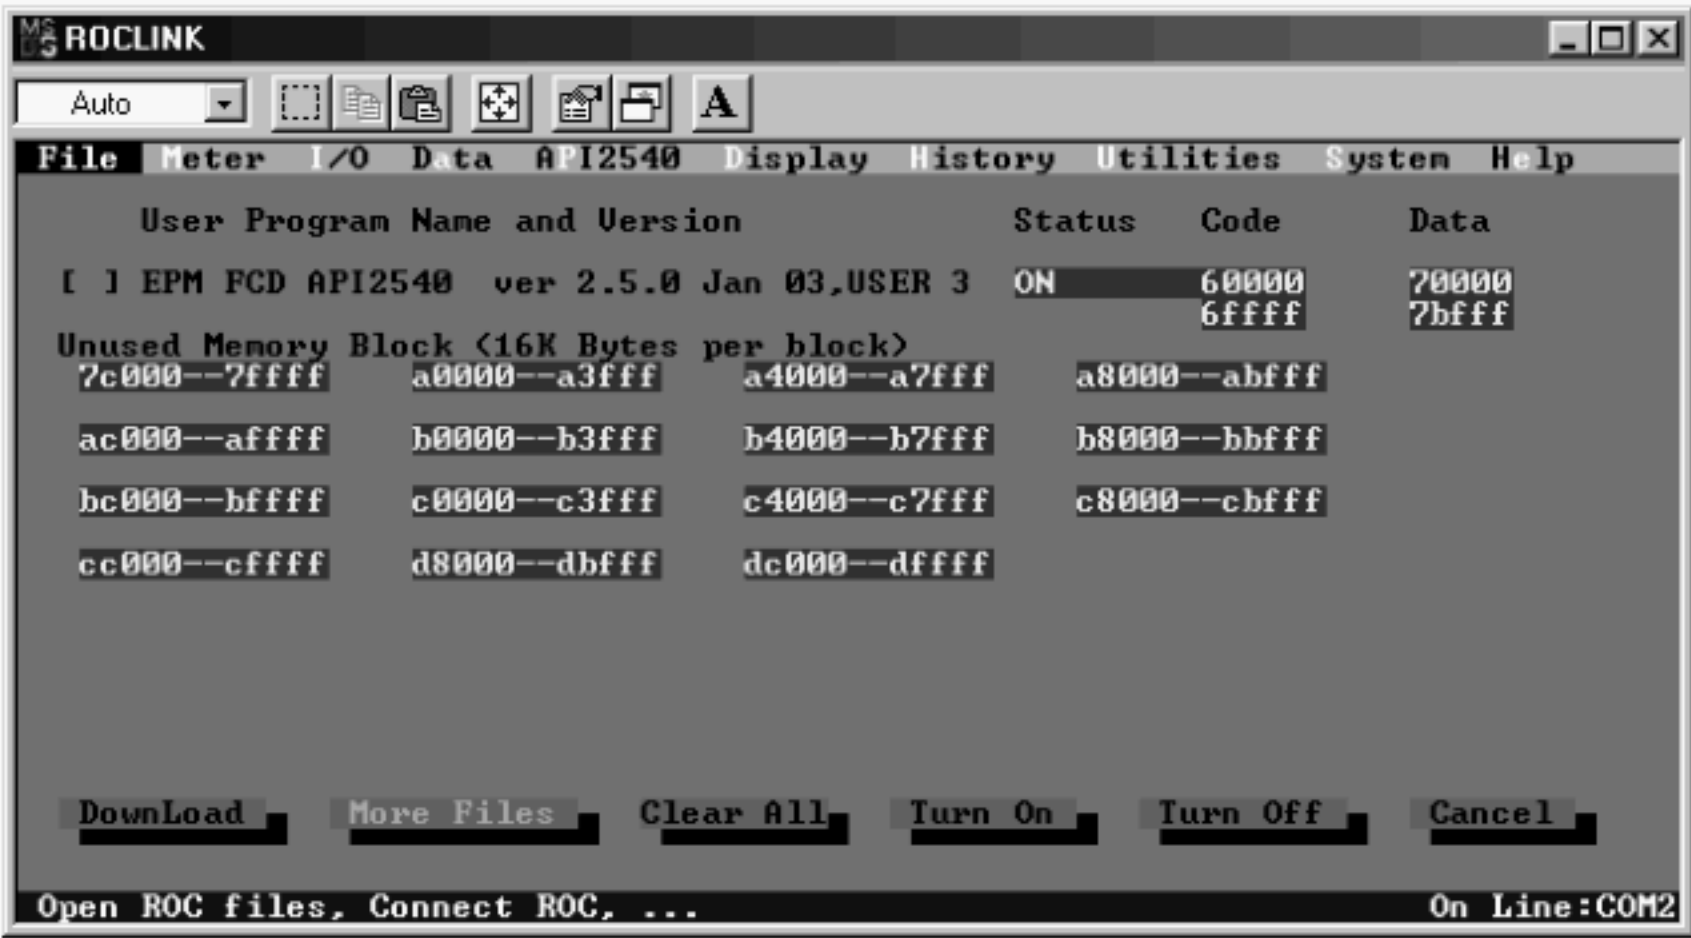 MS DOS ROCLINK
Auto
A
File Meter I/O Data API2540 Display History Utilities System Help
User Program Name and Version Status Code Data
[ ] EPM FCD API2540 ver 2.5.0 Jan 03,USER 3 ON 60000 70000
6ffff 7bfff
Unused Memory Block (16K Bytes per block)
7c000--7ffff a0000--a3fff a4000--a7fff a8000--abfff
ac000--affff b0000--b3fff b4000--b7fff b8000--bbfff
bc000--bffff c0000--c3fff c4000--c7fff c8000--cbfff
cc000--cffff d8000--dbfff dc000--dffff
DownLoad More Files Clear All Turn On Turn Off Cancel
Open ROC files, Connect ROC, ... On Line:COM2